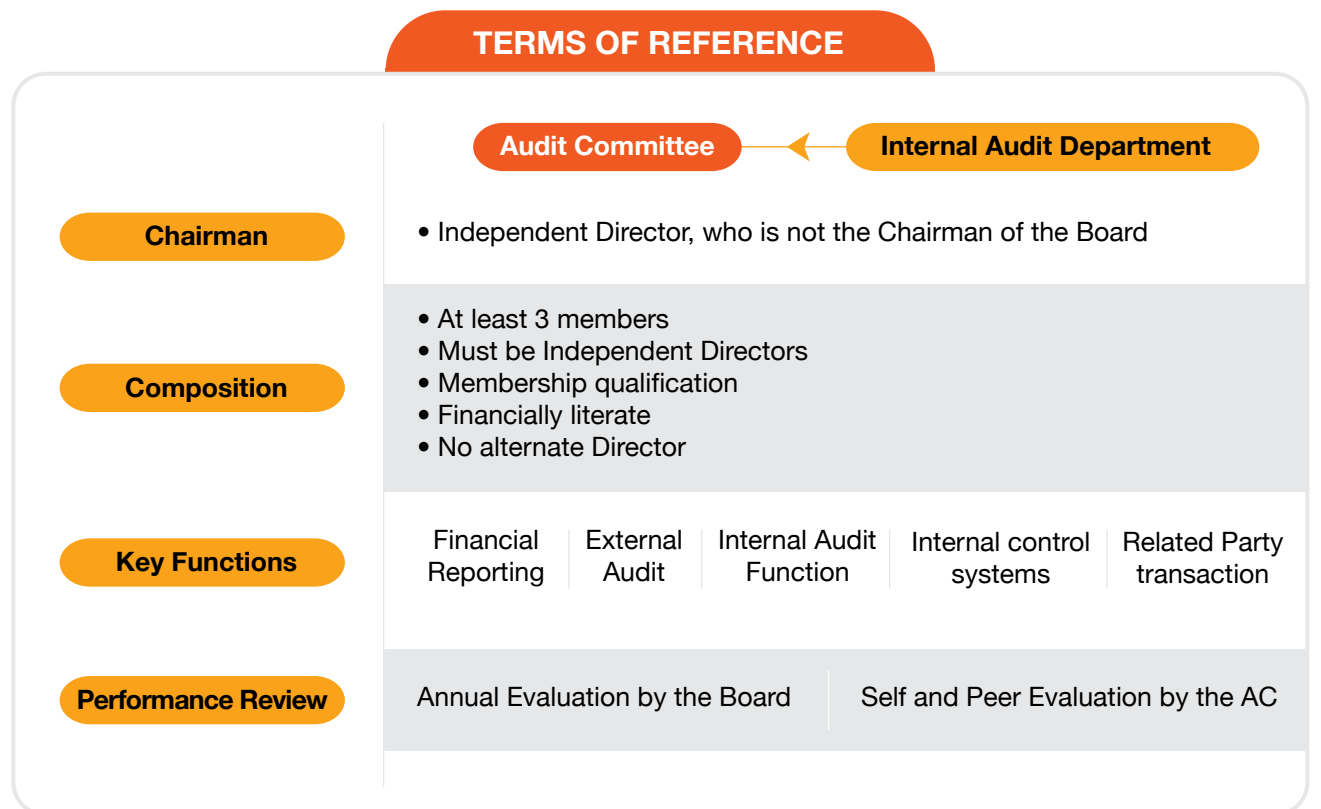 TERMS OF REFERENCE
Audit Committee
Internal Audit Department
Chairman
• Independent Director, who is not the Chairman of the Board
Composition
• At least 3 members
• Must be Independent Directors
• Membership qualification
• Financially literate
• No alternate Director
Key Functions
Financial
Reporting
External
Audit
Internal Audit
Function
Internal control
systems
Related Party
transaction
Performance Review
Annual Evaluation by the Board
Self and Peer Evaluation by the AC